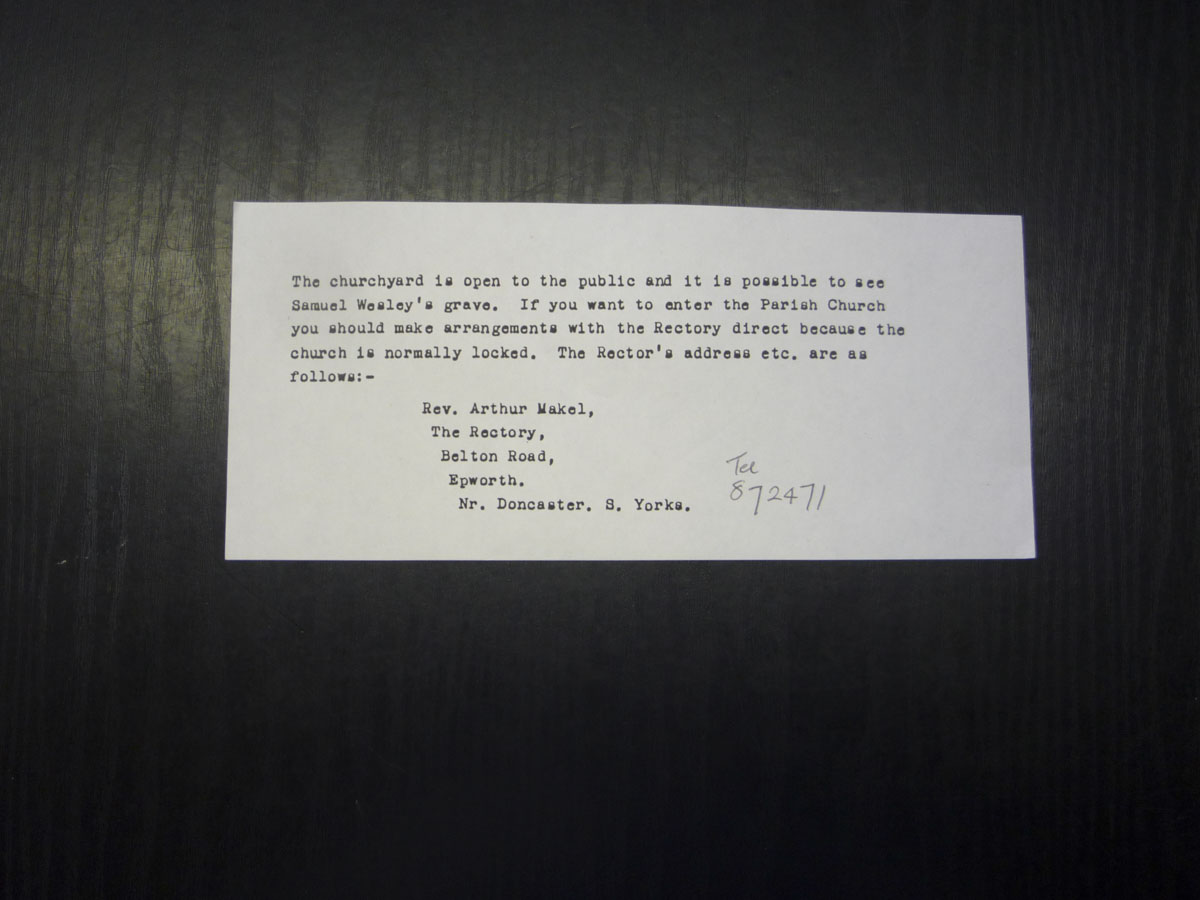 The churchyard is open to the public and it is possible to see
Samuel Wesley's grave.  If you want to enter the Parish Church
you should make arrangements with the Rectory direct because the
church is normally locked.  The Rector's address etc. are as
follows:-
Rev. Arthur Makel,
The Rectory,
Belton Road,
Epworth.
Nr. Doncaster. S. Yorks.
Tel
872471